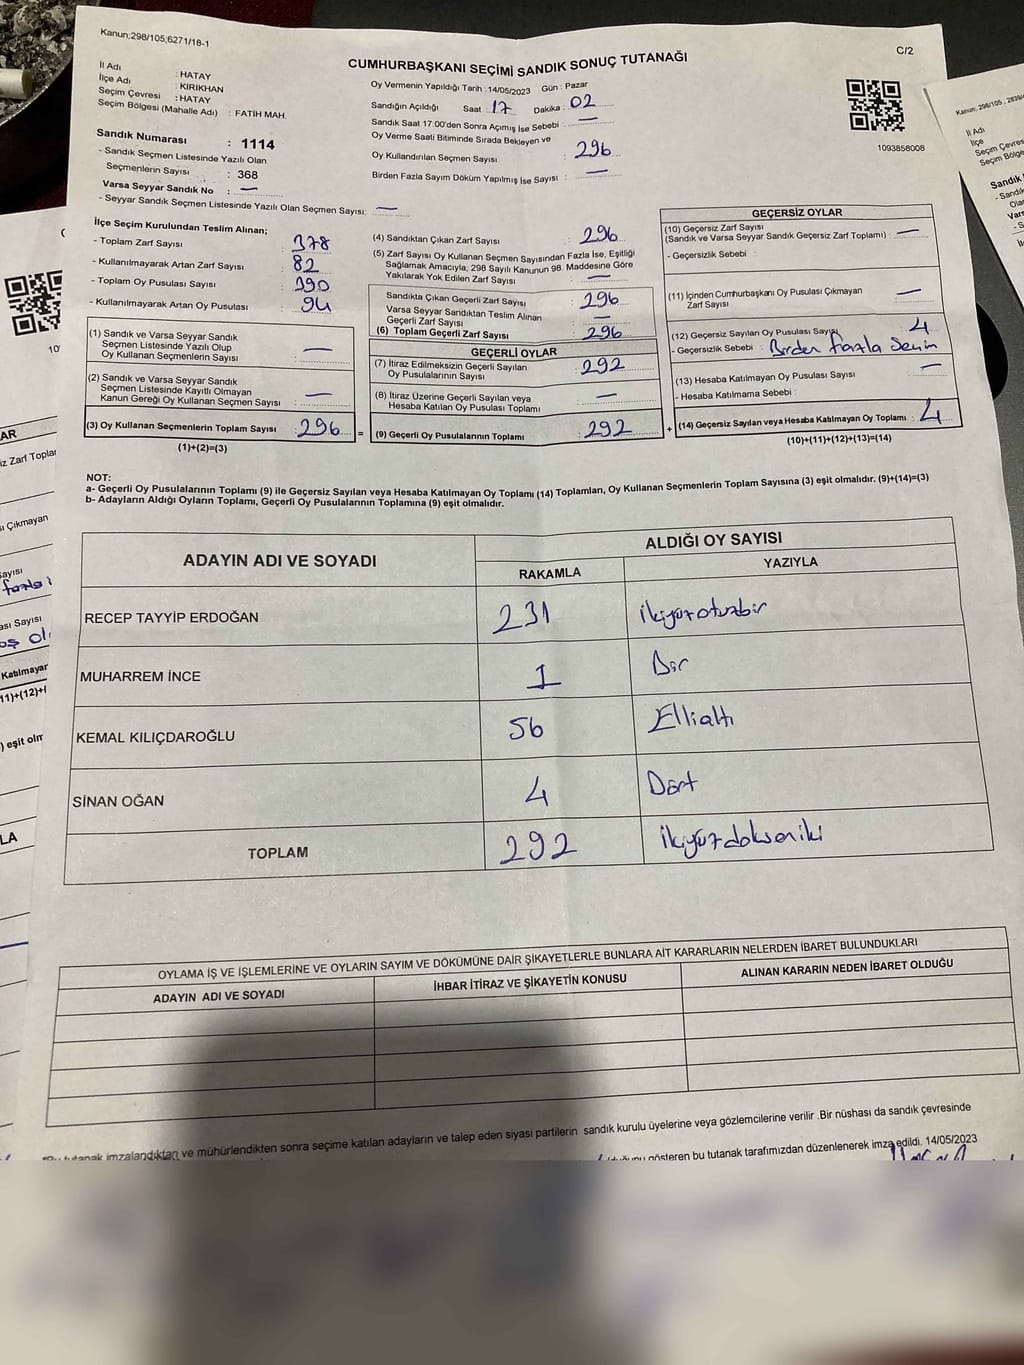 Kanun;298/105;6271/18-1
C/2
CUMHURBAŞKANI SEÇİMİ SANDIK SONUÇ TUTANAĞI
İl Adı : HATAY
İlçe Adı : KIRIKHAN
Seçim Çevresi : HATAY
Seçim Bölgesi (Mahalle Adı) : FATİH MAH.
Sandık Numarası : 1114
- Sandık Seçmen Listesinde Yazılı Olan
Seçmenlerin Sayısı : 368
Varsa Seyyar Sandık No : —
- Seyyar Sandık Seçmen Listesinde Yazılı Olan Seçmen Sayısı: —
Oy Vermenin Yapıldığı Tarih :14/05/2023 Gün : Pazar
Sandığın Açıldığı Saat : 17 Dakika : 02
Sandık Saat 17:00'den Sonra Açımış İse Sebebi : —
Oy Verme Saati Bitiminde Sırada Bekleyen ve
Oy Kullandırılan Seçmen Sayısı : 296
Birden Fazla Sayım Döküm Yapılmış İse Sayısı : —
1093858008
İlçe Seçim Kurulundan Teslim Alınan;
- Toplam Zarf Sayısı : 378
- Kullanılmayarak Artan Zarf Sayısı : 82
- Toplam Oy Pusulası Sayısı : 390
- Kullanılmayarak Artan Oy Pusulası : 94
(1) Sandık ve Varsa Seyyar Sandık
Seçmen Listesinde Yazılı Olup
Oy Kullanan Seçmenlerin Sayısı : —
(2) Sandık ve Varsa Seyyar Sandık
Seçmen Listesinde Kayıtlı Olmayan
Kanun Gereği Oy Kullanan Seçmen Sayısı : —
(3) Oy Kullanan Seçmenlerin Toplam Sayısı : 296 =
(1)+(2)=(3)
(4) Sandıktan Çıkan Zarf Sayısı : 296
(5) Zarf Sayısı Oy Kullanan Seçmen Sayısından Fazla İse, Eşitliği
Sağlamak Amacıyla; 298 Sayılı Kanunun 98. Maddesine Göre
Yakılarak Yok Edilen Zarf Sayısı : —
Sandıkta Çıkan Geçerli Zarf Sayısı : 296
Varsa Seyyar Sandıktan Teslim Alınan
Geçerli Zarf Sayısı : —
(6) Toplam Geçerli Zarf Sayısı : 296
GEÇERLİ OYLAR
(7) İtiraz Edilmeksizin Geçerli Sayılan
Oy Pusulalarının Sayısı : 292
(8) İtiraz Üzerine Geçerli Sayılan veya
Hesaba Katılan Oy Pusulası Toplamı : —
(9) Geçerli Oy Pusulalarının Toplamı : 292 +
GEÇERSİZ OYLAR
(10) Geçersiz Zarf Sayısı
(Sandık ve Varsa Seyyar Sandık Geçersiz Zarf Toplamı) : —
- Geçersizlik Sebebi :
(11) İçinden Cumhurbaşkanı Oy Pusulası Çıkmayan
Zarf Sayısı : —
(12) Geçersiz Sayılan Oy Pusulası Sayısı : 4
- Geçersizlik Sebebi : Birden fazla Seçim
(13) Hesaba Katılmayan Oy Pusulası Sayısı : —
- Hesaba Katılmama Sebebi :
(14) Geçersiz Sayılan veya Hesaba Katılmayan Oy Toplamı : 4
(10)+(11)+(12)+(13)=(14)
NOT:
a- Geçerli Oy Pusulalarının Toplamı (9) ile Geçersiz Sayılan veya Hesaba Katılmayan Oy Toplamı (14) Toplamları, Oy Kullanan Seçmenlerin Toplam Sayısına (3) eşit olmalıdır. (9)+(14)=(3)
b- Adayların Aldığı Oyların Toplamı, Geçerli Oy Pusulalarının Toplamına (9) eşit olmalıdır.
ADAYIN ADI VE SOYADI
ALDIĞI OY SAYISI
RAKAMLA YAZIYLA
RECEP TAYYİP ERDOĞAN 231 ikiyüzotuzbir
MUHARREM İNCE 1 Bir
KEMAL KILIÇDAROĞLU 56 Ellialtı
SİNAN OĞAN 4 Dört
TOPLAM 292 ikiyüzdoksaniki
OYLAMA İŞ VE İŞLEMLERİNE VE OYLARIN SAYIM VE DÖKÜMÜNE DAİR ŞİKAYETLERLE BUNLARA AİT KARARLARIN NELERDEN İBARET BULUNDUKLARI
ADAYIN ADI VE SOYADI İHBAR İTİRAZ VE ŞİKAYETİN KONUSU ALINAN KARARIN NEDEN İBARET OLDUĞU
tutanak imzalandıktan ve mühürlendikten sonra seçime katılan adayların ve talep eden siyasi partilerin sandık kurulu üyelerine veya gözlemcilerine verilir .Bir nüshası da sandık çevresinde
gösteren bu tutanak tarafımızdan düzenlenerek imza edildi. 14/05/2023